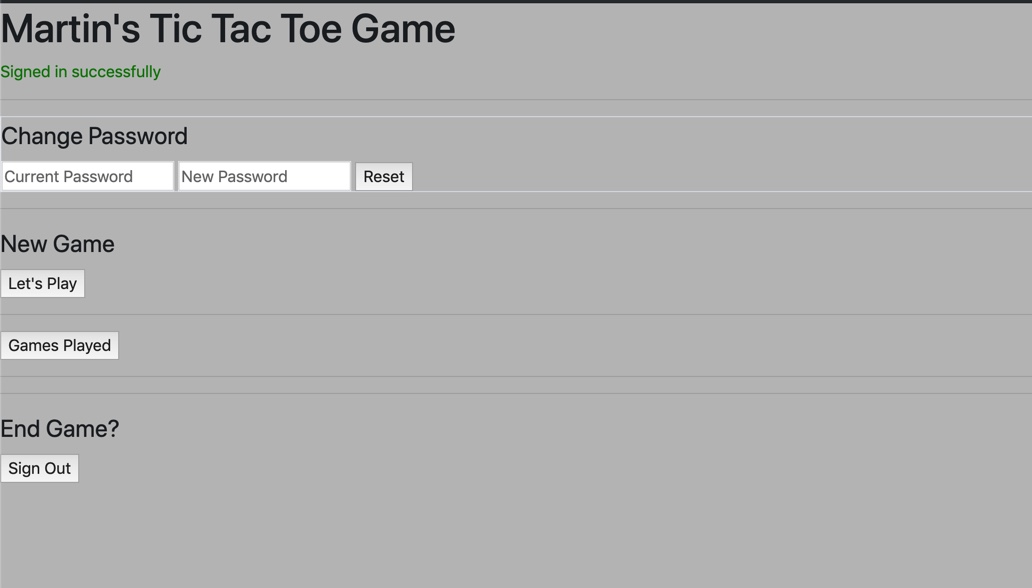 Martin's Tic Tac Toe Game
Signed in successfully
Change Password
Current Password New Password Reset
New Game
Let's Play
Games Played
End Game?
Sign Out